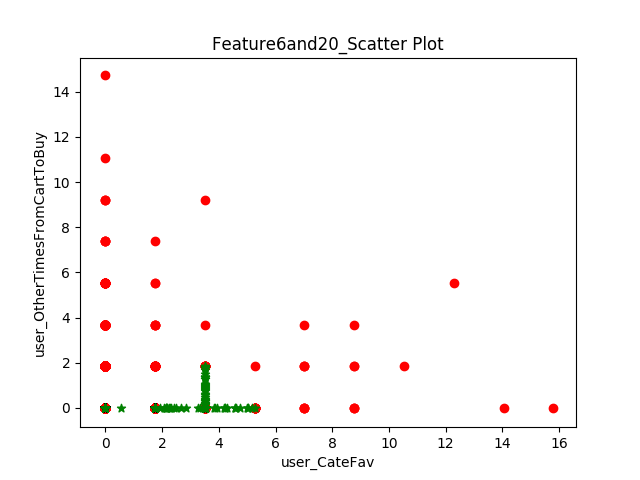 Feature6and20_Scatter Plot
14
12
10
8
6
4
2
0
user_OtherTimesFromCartToBuy
0 2 4 6 8 10 12 14 16
user_CateFav